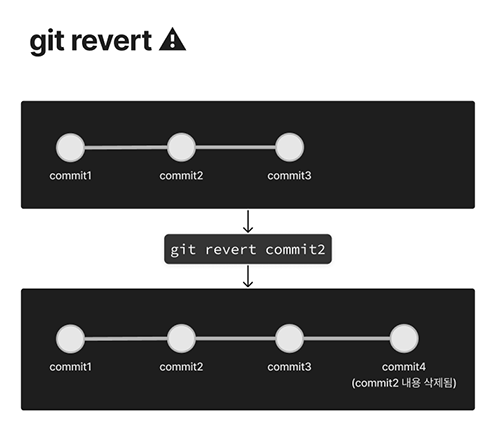 git revert ⚠
commit1 commit2 commit3
git revert commit2
commit1 commit2 commit3 commit4
(commit2 내용 삭제됨)